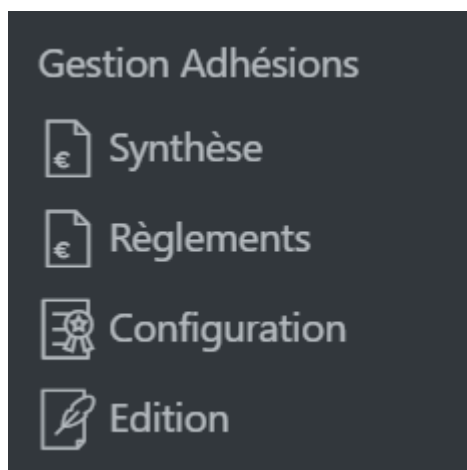 Gestion Adhésions
€ Synthèse
€ Règlements
Configuration
Edition